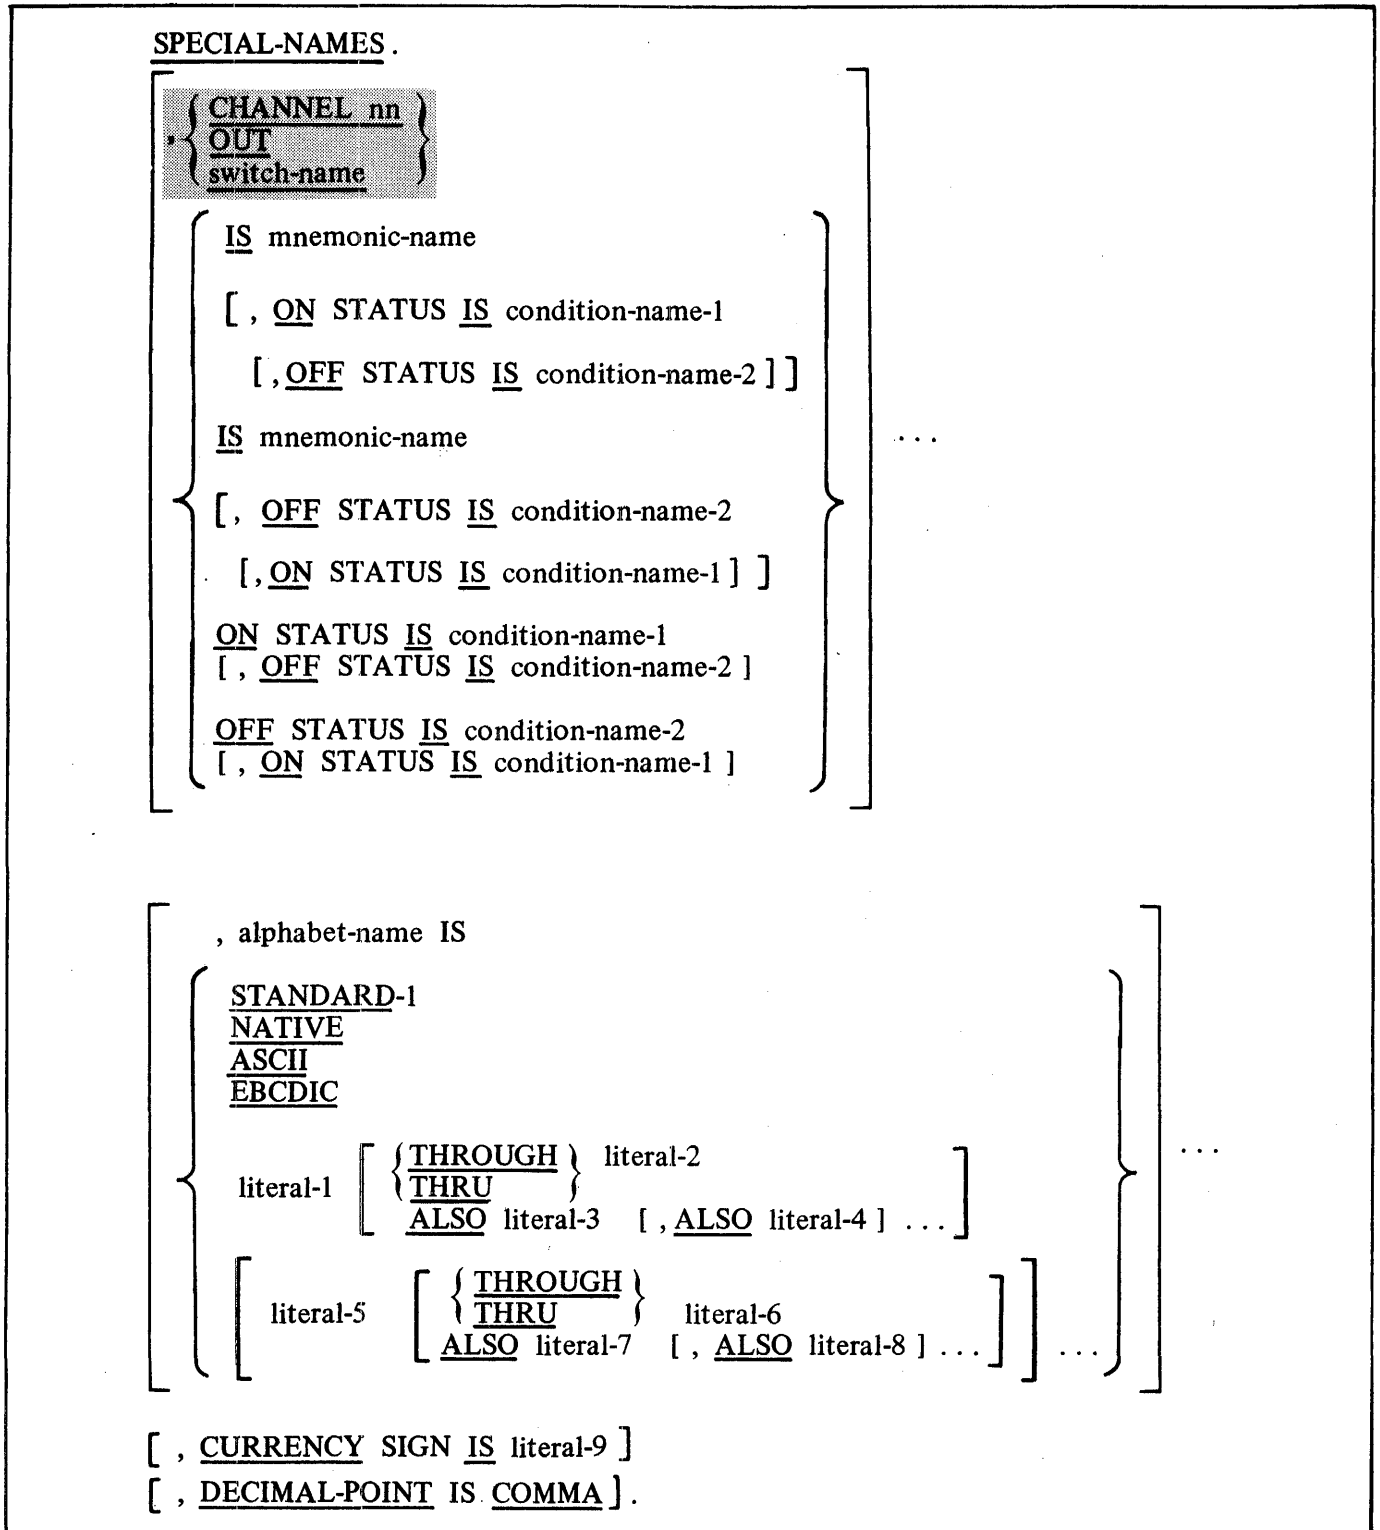 SPECIAL-NAMES.
, { CHANNEL nn
OUT
switch-name }
IS mnemonic-name
[ , ON STATUS IS condition-name-1
[ ,OFF STATUS IS condition-name-2 ] ]
IS mnemonic-name
...
[ , OFF STATUS IS condition-name-2
[ ,ON STATUS IS condition-name-1 ] ]
ON STATUS IS condition-name-1
[ , OFF STATUS IS condition-name-2 ]
OFF STATUS IS condition-name-2
[ , ON STATUS IS condition-name-1 ]
, alphabet-name IS
STANDARD-1
NATIVE
ASCII
EBCDIC
literal-1 [ { THROUGH } literal-2
THRU
ALSO literal-3 [ ,ALSO literal-4 ] ... ]
...
[ literal-5 [ { THROUGH
THRU } literal-6
ALSO literal-7 [ , ALSO literal-8 ] ... ] ] ...
[ , CURRENCY SIGN IS literal-9 ]
[ , DECIMAL-POINT IS COMMA ] .